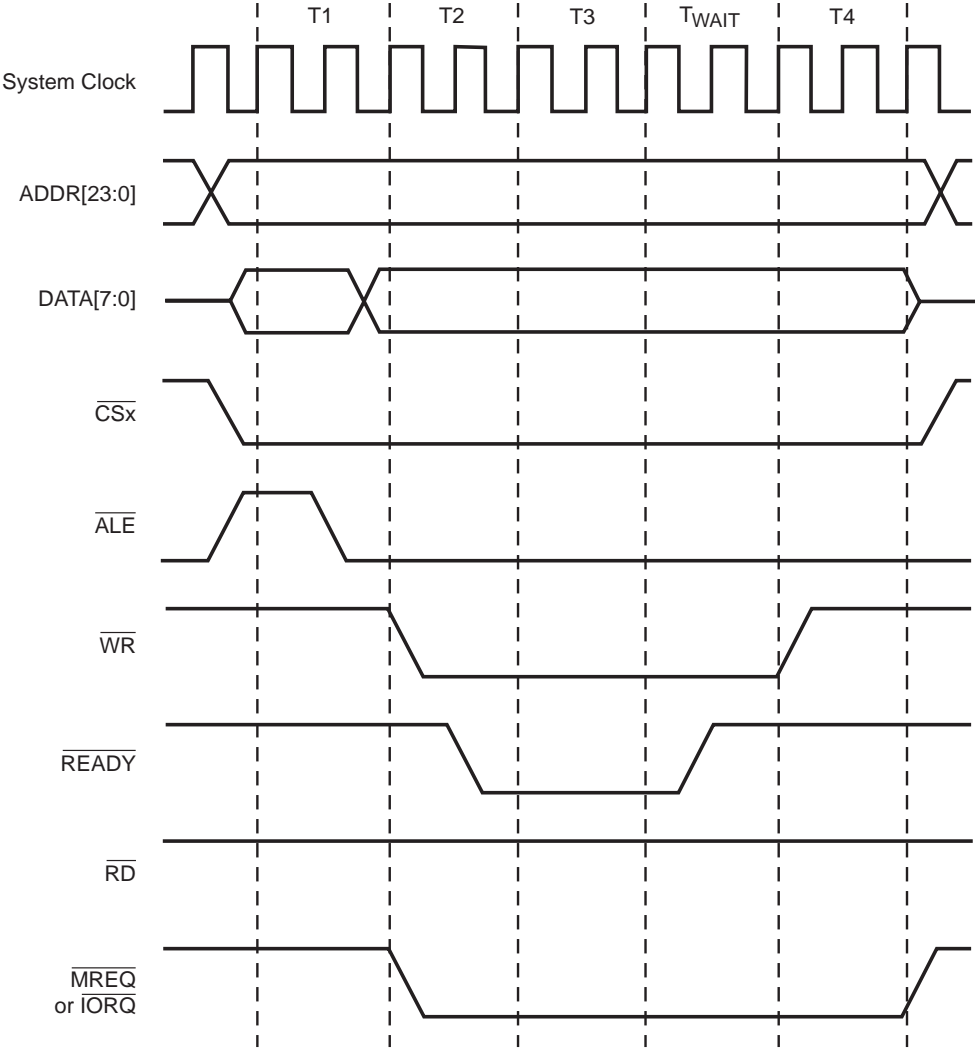 T1 T2 T3 TWAIT T4
System Clock
ADDR[23:0]
DATA[7:0]
CSx
ALE
WR
READY
RD
MREQ
or IORQ